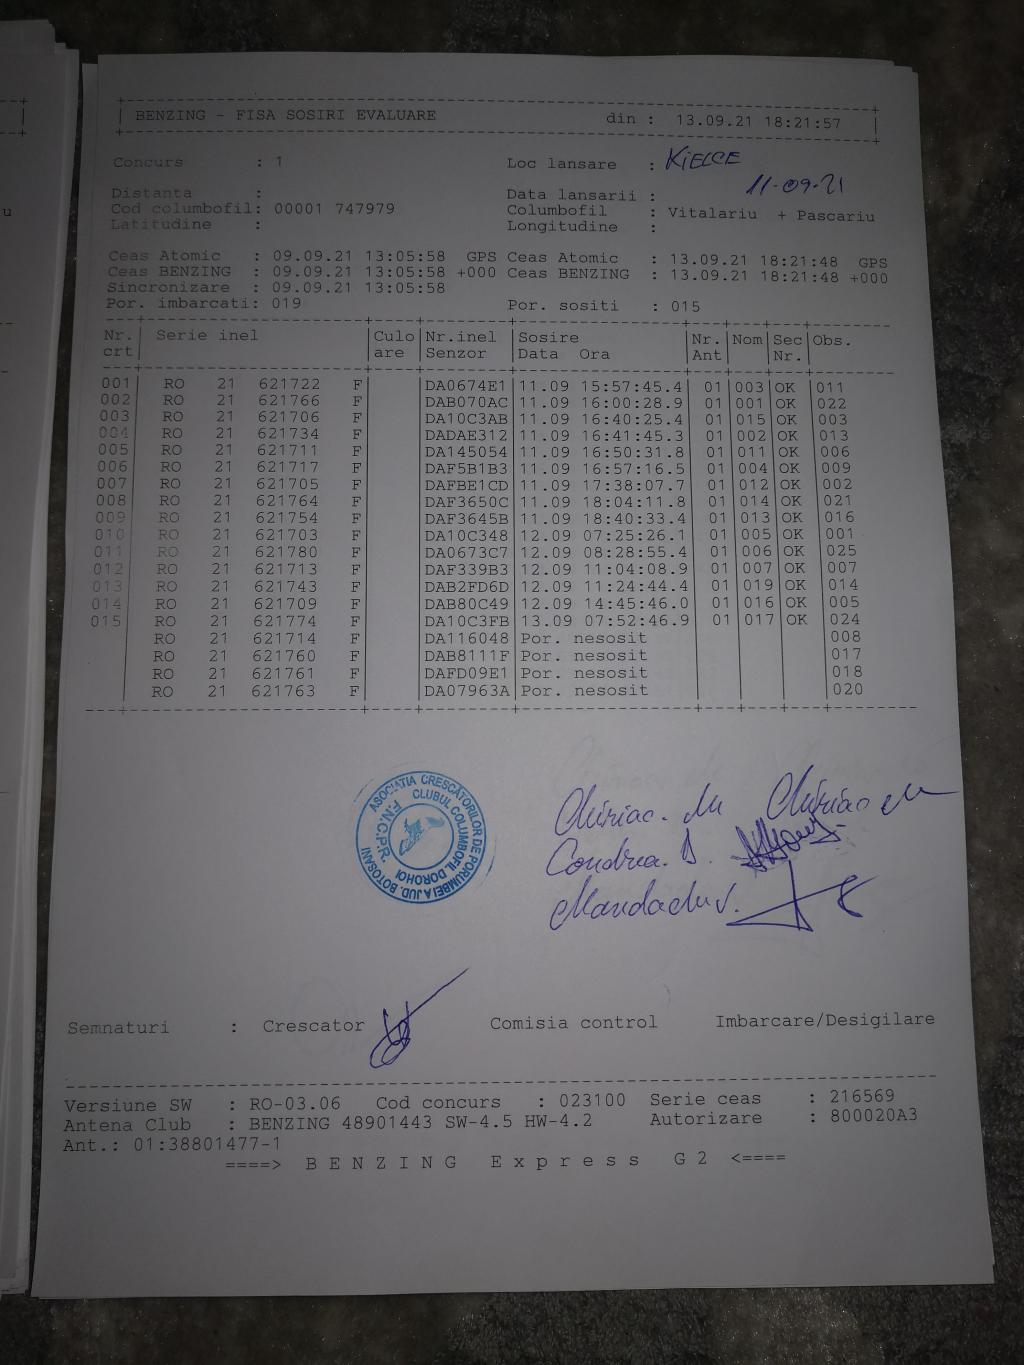 BENZING - FISA SOSIRI EVALUARE din : 13.09.21 18:21:57
Concurs : 1 Loc lansare : KIELCE
Distanta : Data lansarii : 11-09-21
Cod columbofil: 00001 747979 Columbofil : Vitalariu + Pascariu
Latitudine : Longitudine :
Ceas Atomic : 09.09.21 13:05:58 GPS Ceas Atomic : 13.09.21 18:21:48 GPS
Ceas BENZING : 09.09.21 13:05:58 +000 Ceas BENZING : 13.09.21 18:21:48 +000
Sincronizare : 09.09.21 13:05:58
Por. imbarcati: 019 Por. sositi : 015
Nr. Serie inel Culo Nr.inel Sosire Nr. Nom Sec Obs.
crt are Senzor Data Ora Ant Nr.
001 RO 21 621722 F DA0674E1 11.09 15:57:45.4 01 003 OK 011
002 RO 21 621766 F DAB070AC 11.09 16:00:28.9 01 001 OK 022
003 RO 21 621706 F DA10C3AB 11.09 16:40:25.4 01 015 OK 003
004 RO 21 621734 F DADAE312 11.09 16:41:45.3 01 002 OK 013
005 RO 21 621711 F DA145054 11.09 16:50:31.8 01 011 OK 006
006 RO 21 621717 F DAF5B1B3 11.09 16:57:16.5 01 004 OK 009
007 RO 21 621705 F DAFBE1CD 11.09 17:38:07.7 01 012 OK 002
008 RO 21 621764 F DAF3650C 11.09 18:04:11.8 01 014 OK 021
009 RO 21 621754 F DAF3645B 11.09 18:40:33.4 01 013 OK 016
010 RO 21 621703 F DA10C348 12.09 07:25:26.1 01 005 OK 001
011 RO 21 621780 F DA0673C7 12.09 08:28:55.4 01 006 OK 025
012 RO 21 621713 F DAF339B3 12.09 11:04:08.9 01 007 OK 007
013 RO 21 621743 F DAB2FD6D 12.09 11:24:44.4 01 019 OK 014
014 RO 21 621709 F DAB80C49 12.09 14:45:46.0 01 016 OK 005
015 RO 21 621774 F DA10C3FB 13.09 07:52:46.9 01 017 OK 024
RO 21 621714 F DA116048 Por. nesosit 008
RO 21 621760 F DAB8111F Por. nesosit 017
RO 21 621761 F DAFD09E1 Por. nesosit 018
RO 21 621763 F DA07963A Por. nesosit 020
ASOCIATIA CRESCĂTORILOR DE PORUMBEI A JUD. BOTOSANI
CLUBUL COLUMBOFIL DOROHOI
F.N.C.P.R.
Chiriac Chiriac
Condrea
Semnaturi : Crescator Comisia control Imbarcare/Desigilare
Versiune SW : RO-03.06 Cod concurs : 023100 Serie ceas : 216569
Antena Club : BENZING 48901443 SW-4.5 HW-4.2 Autorizare : 800020A3
Ant.: 01:38801477-1
====> BENZING Express G2 <====